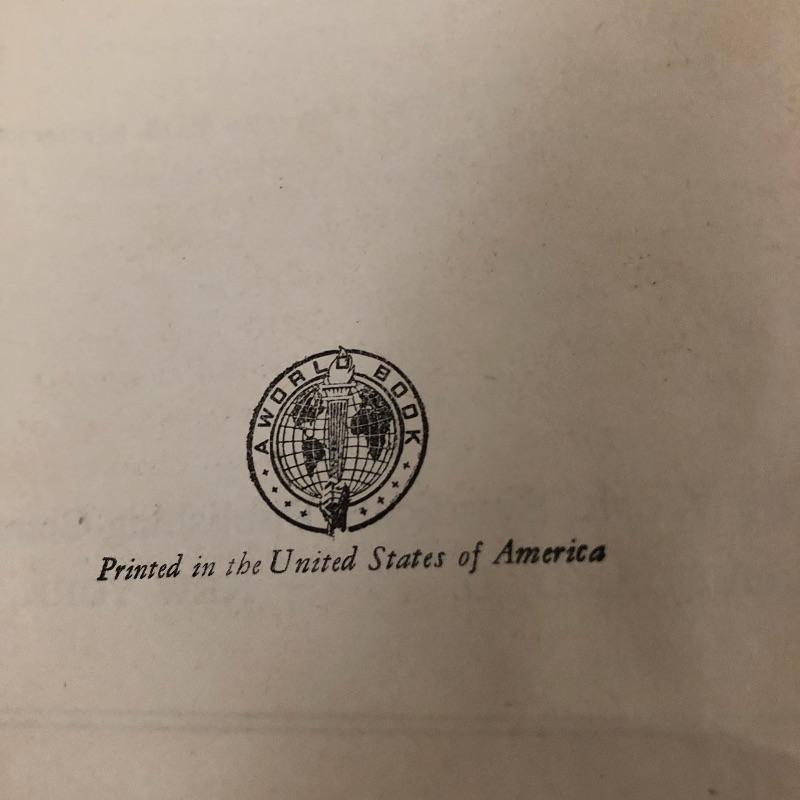 A WORLD BOOK
Printed in the United States of America